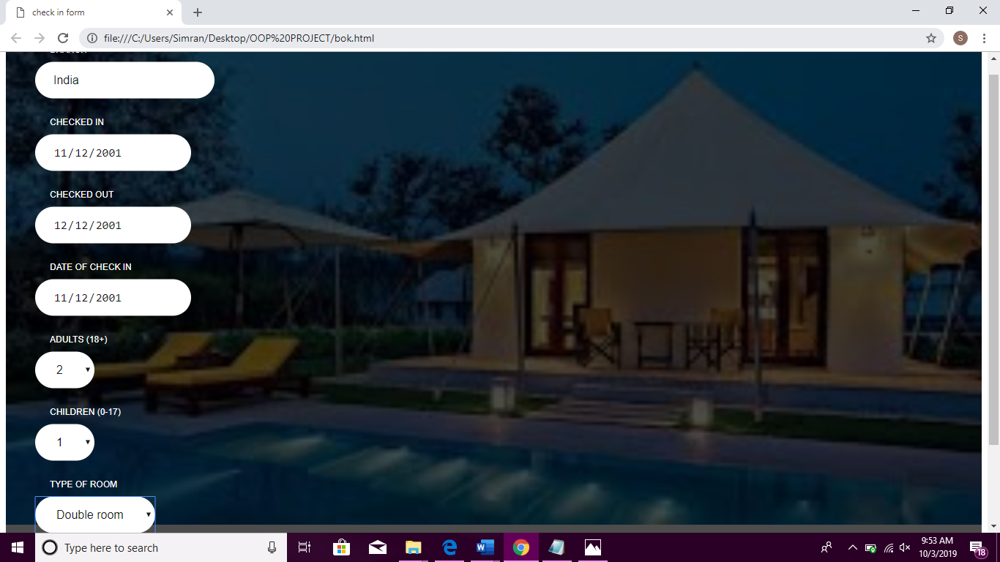 check in form
file:///C:/Users/Simran/Desktop/OOP%20PROJECT/bok.html
S
India
CHECKED IN
11/12/2001
CHECKED OUT
12/12/2001
DATE OF CHECK IN
11/12/2001
ADULTS (18+)
2
CHILDREN (0-17)
1
TYPE OF ROOM
Double room
Type here to search
9:53 AM
10/3/2019
18